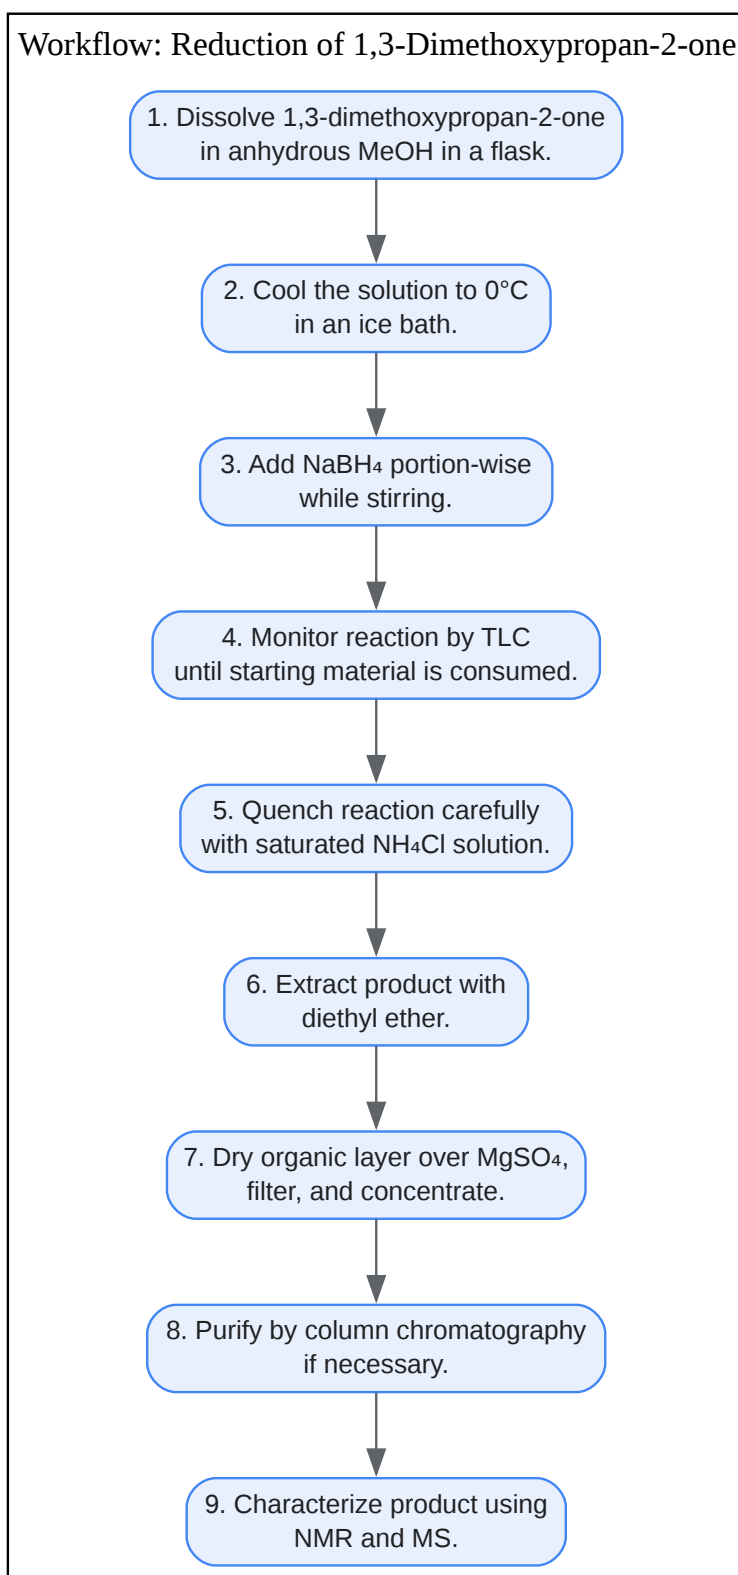 Workflow: Reduction of 1,3-Dimethoxypropan-2-one
1. Dissolve 1,3-dimethoxypropan-2-one
in anhydrous MeOH in a flask.
2. Cool the solution to 0°C
in an ice bath.
3. Add NaBH₄ portion-wise
while stirring.
4. Monitor reaction by TLC
until starting material is consumed.
5. Quench reaction carefully
with saturated NH₄Cl solution.
6. Extract product with
diethyl ether.
7. Dry organic layer over MgSO₄,
filter, and concentrate.
8. Purify by column chromatography
if necessary.
9. Characterize product using
NMR and MS.